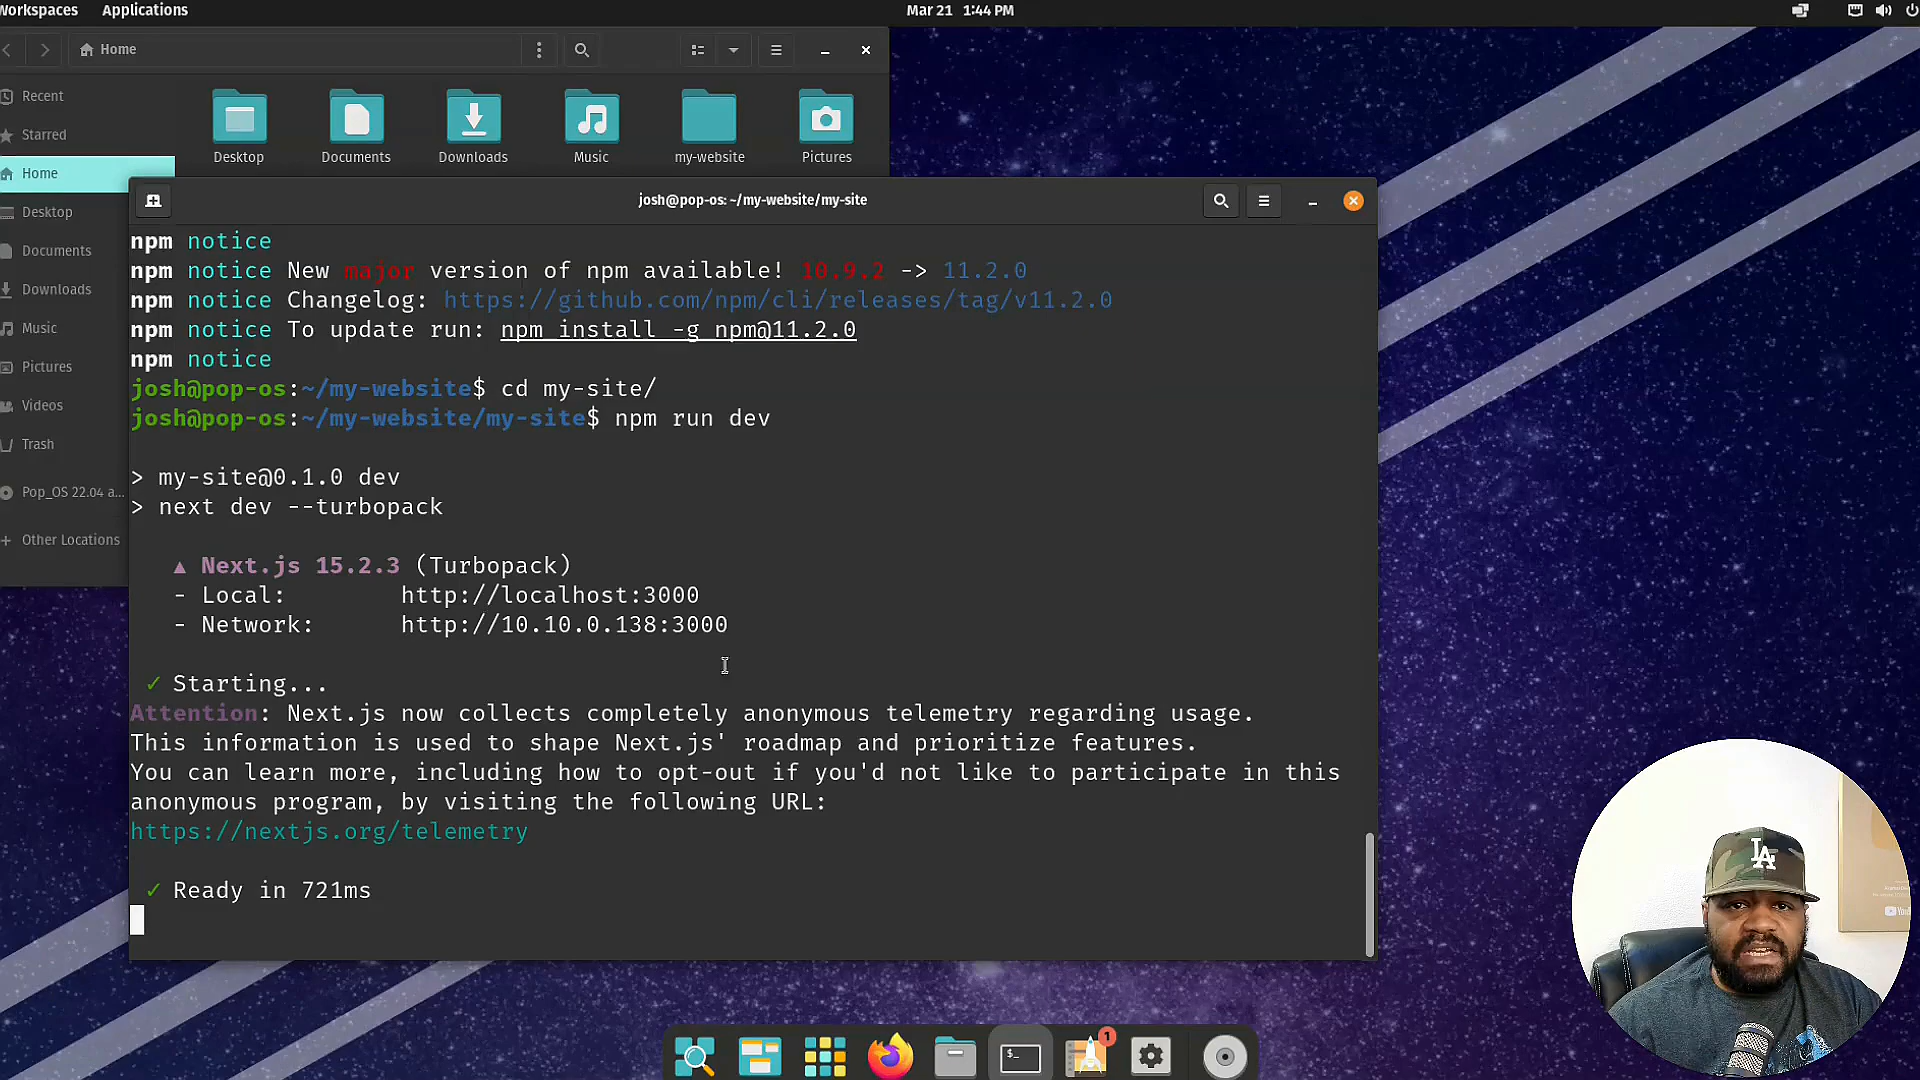 Workspaces Applications Mar 21 1:44 PM
Home
Recent
Starred
Home
Desktop
Documents
Downloads
Music
Pictures
Videos
Trash
Pop_OS 22.04 a...
Other Locations
Desktop Documents Downloads Music my-website Pictures
josh@pop-os: ~/my-website/my-site
npm notice
npm notice New major version of npm available! 10.9.2 -> 11.2.0
npm notice Changelog: https://github.com/npm/cli/releases/tag/v11.2.0
npm notice To update run: npm install -g npm@11.2.0
npm notice
josh@pop-os:~/my-website$ cd my-site/
josh@pop-os:~/my-website/my-site$ npm run dev
> my-site@0.1.0 dev
> next dev --turbopack
▲ Next.js 15.2.3 (Turbopack)
- Local: http://localhost:3000
- Network: http://10.10.0.138:3000
✓ Starting...
Attention: Next.js now collects completely anonymous telemetry regarding usage.
This information is used to shape Next.js' roadmap and prioritize features.
You can learn more, including how to opt-out if you'd not like to participate in this
anonymous program, by visiting the following URL:
https://nextjs.org/telemetry
✓ Ready in 721ms
1
LA